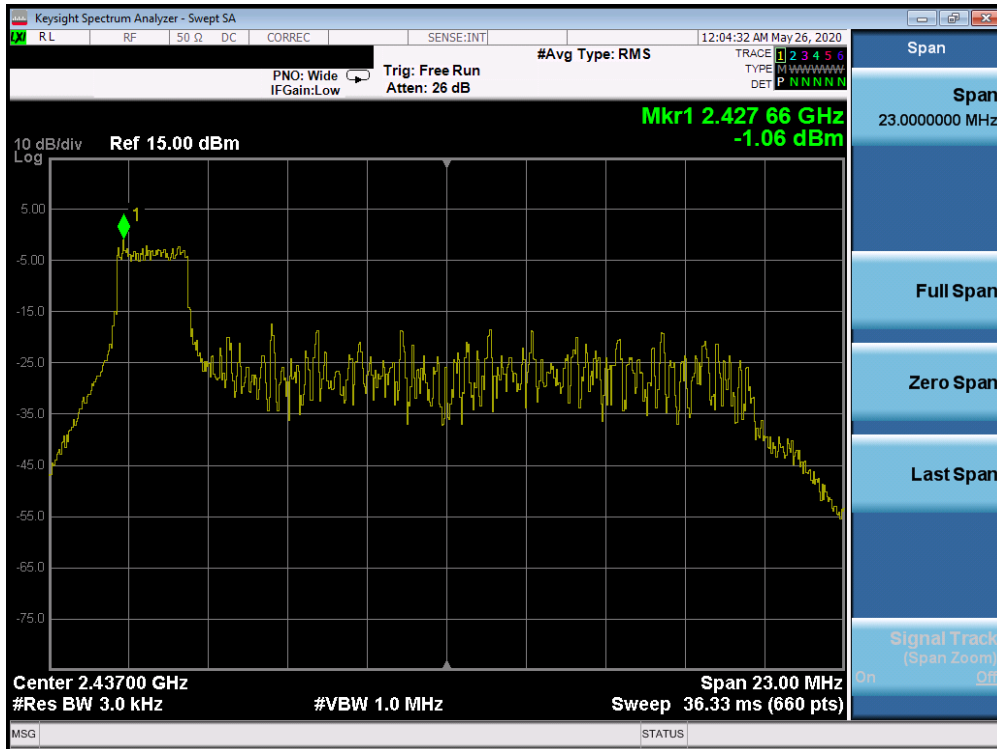 Keysight Spectrum Analyzer - Swept SA
LXI RL RF 50 Ω DC CORREC SENSE:INT 12:04:32 AM May 26, 2020
Span
#Avg Type: RMS
TRACE 1 2 3 4 5 6
PNO: Wide
Trig: Free Run
TYPE M W W W W W
IFGain:Low
Atten: 26 dB
DET P N N N N N
Span
23.0000000 MHz
Mkr1 2.427 66 GHz
-1.06 dBm
10 dB/div
Ref 15.00 dBm
Log
5.00
1
-5.00
-15.0
-25.0
-35.0
-45.0
-55.0
-65.0
-75.0
Full Span
Zero Span
Last Span
Signal Track
(Span Zoom)
On Off
Center 2.43700 GHz
Span 23.00 MHz
#Res BW 3.0 kHz
#VBW 1.0 MHz
Sweep 36.33 ms (660 pts)
MSG
STATUS